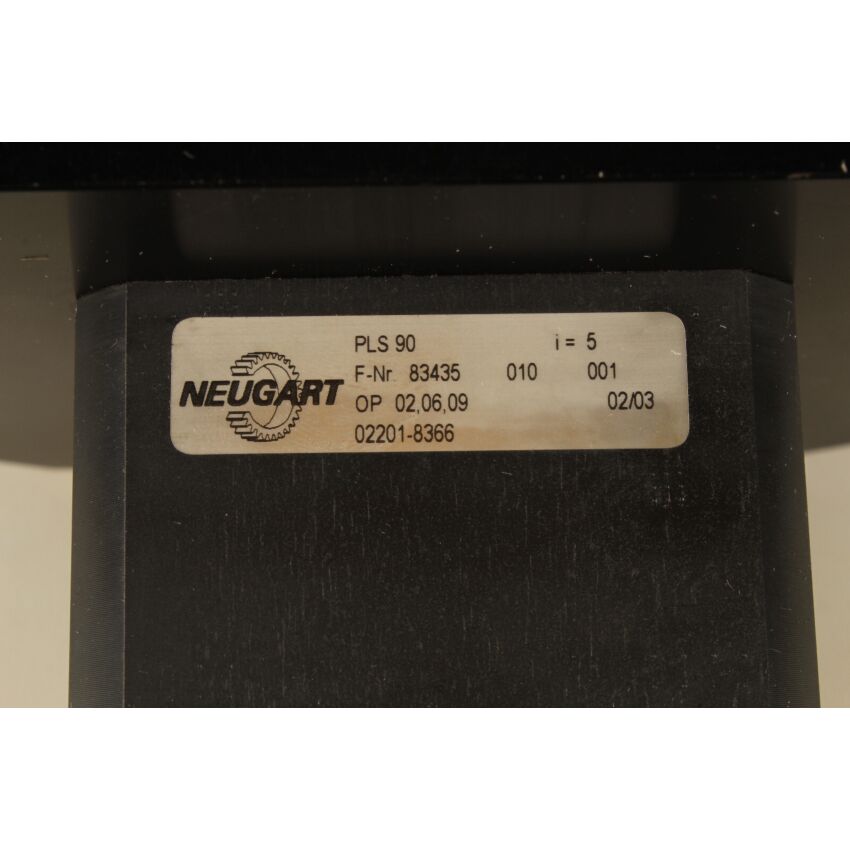 NEUGART
PLS 90 i = 5
F-Nr. 83435 010 001
OP 02,06,09 02/03
02201-8366